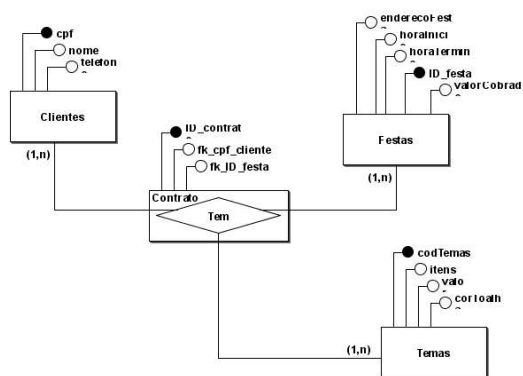 cpf
nome
telefon
Clientes
(1,n)
enderecoFest
horaInici
horaTermin
ID_festa
valorCobrad
Festas
(1,n)
ID_contrat
fk_cpf_cliente
fk_ID_festa
Contrato
Tem
codTemas
itens
valo
corToalh
Temas
(1,n)